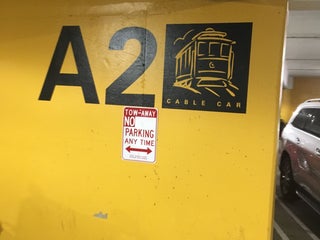 A2
CABLE CAR
TOW-AWAY
NO
PARKING
ANY TIME